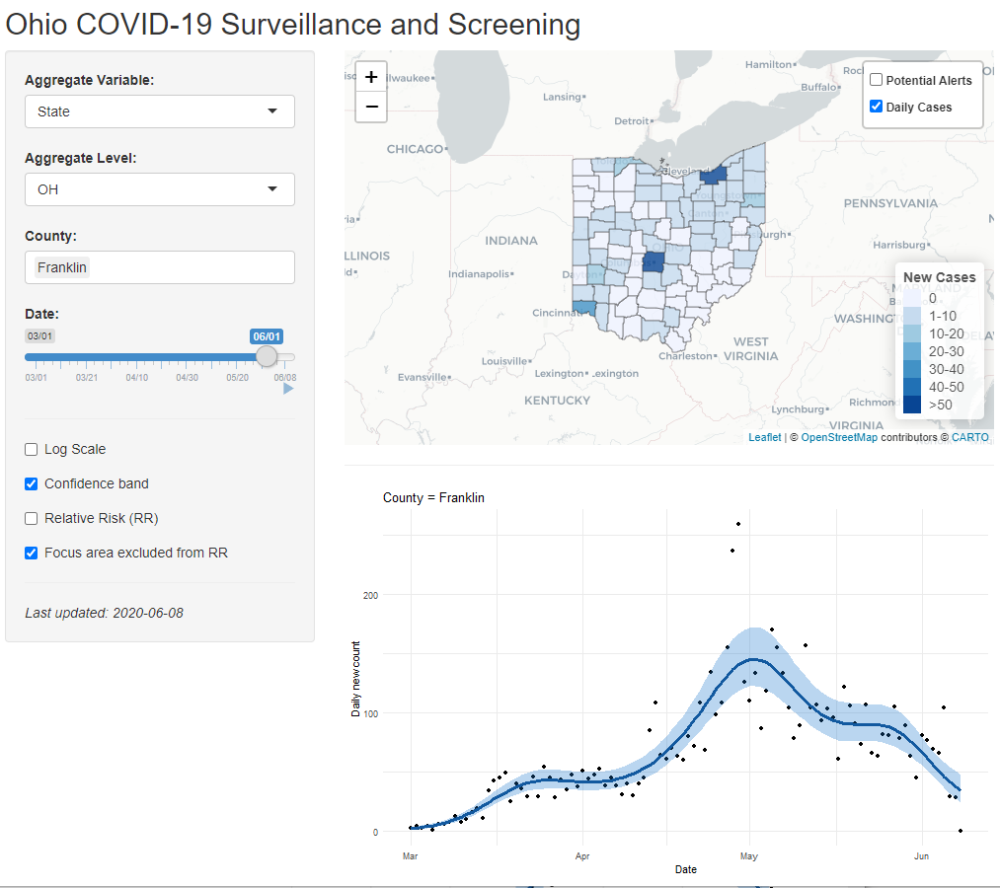 Ohio COVID-19 Surveillance and Screening
Aggregate Variable:
State
Aggregate Level:
OH
County:
Franklin
Date:
03/01
06/01
03/01 03/21 04/10 04/30 05/20 06/08
Log Scale
Confidence band
Relative Risk (RR)
Focus area excluded from RR
Last updated: 2020-06-08
+
−
Potential Alerts
Daily Cases
Hamilton
Buffalo
Lansing
Detroit
CHICAGO
Cleveland
PENNSYLVANIA
INDIANA
Harrisburg
Indianapolis
OHIO
Cincinnati
WEST
VIRGINIA
Charleston
Louisville
Lexington
Evansville
KENTUCKY
Lynchburg
VIRGINIA
New Cases
0
1-10
10-20
20-30
30-40
40-50
>50
Leaflet | © OpenStreetMap contributors © CARTO
County = Franklin
Daily new count
200
100
0
Mar Apr May Jun
Date